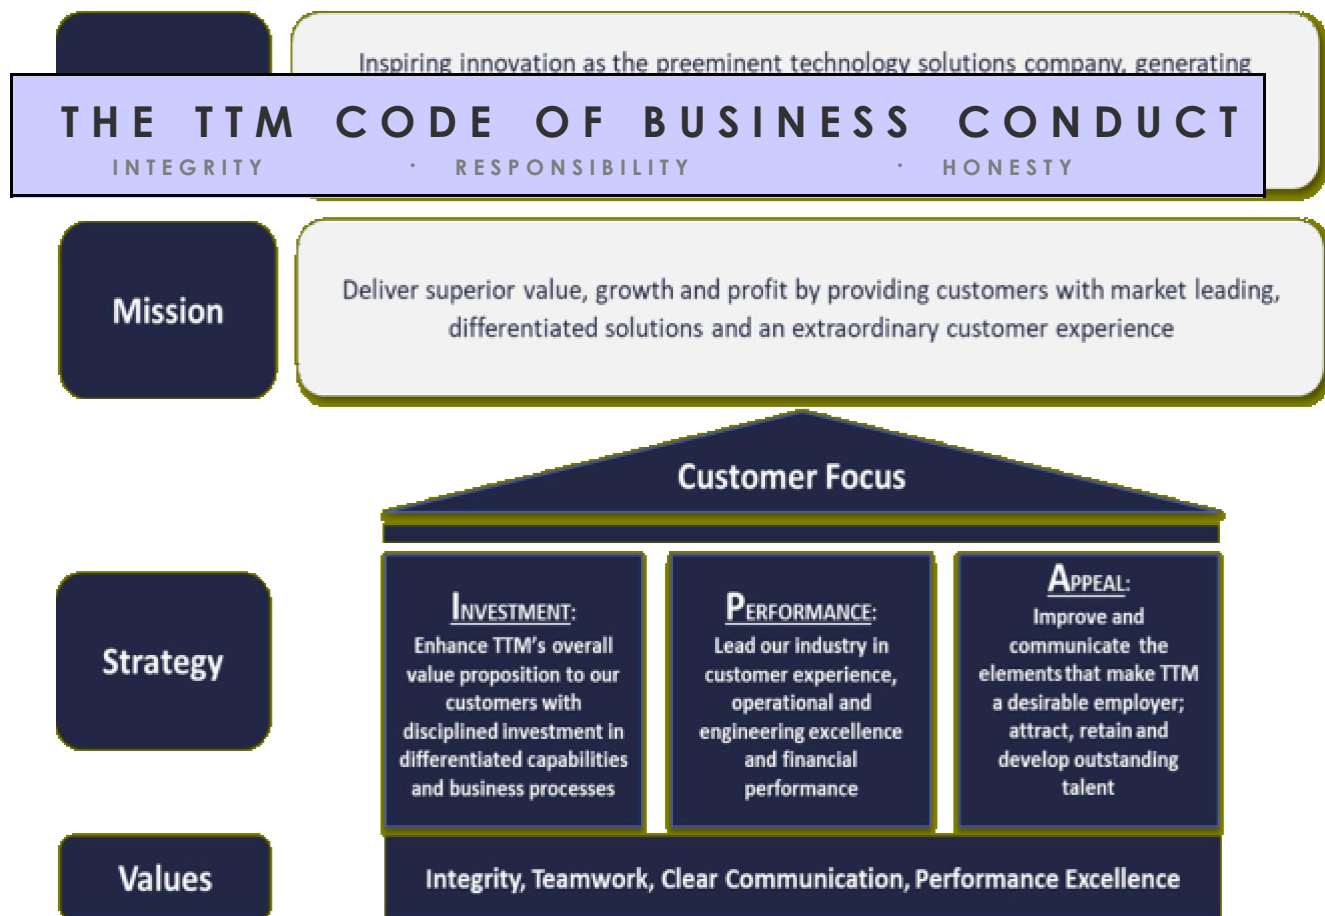 Inspiring innovation as the preeminent technology solutions company, generating
THE TTM CODE OF BUSINESS CONDUCT
INTEGRITY · RESPONSIBILITY · HONESTY
Mission
Deliver superior value, growth and profit by providing customers with market leading,
differentiated solutions and an extraordinary customer experience
Customer Focus
Strategy
INVESTMENT:
Enhance TTM's overall
value proposition to our
customers with
disciplined investment in
differentiated capabilities
and business processes
PERFORMANCE:
Lead our industry in
customer experience,
operational and
engineering excellence
and financial
performance
APPEAL:
Improve and
communicate the
elements that make TTM
a desirable employer;
attract, retain and
develop outstanding
talent
Values
Integrity, Teamwork, Clear Communication, Performance Excellence